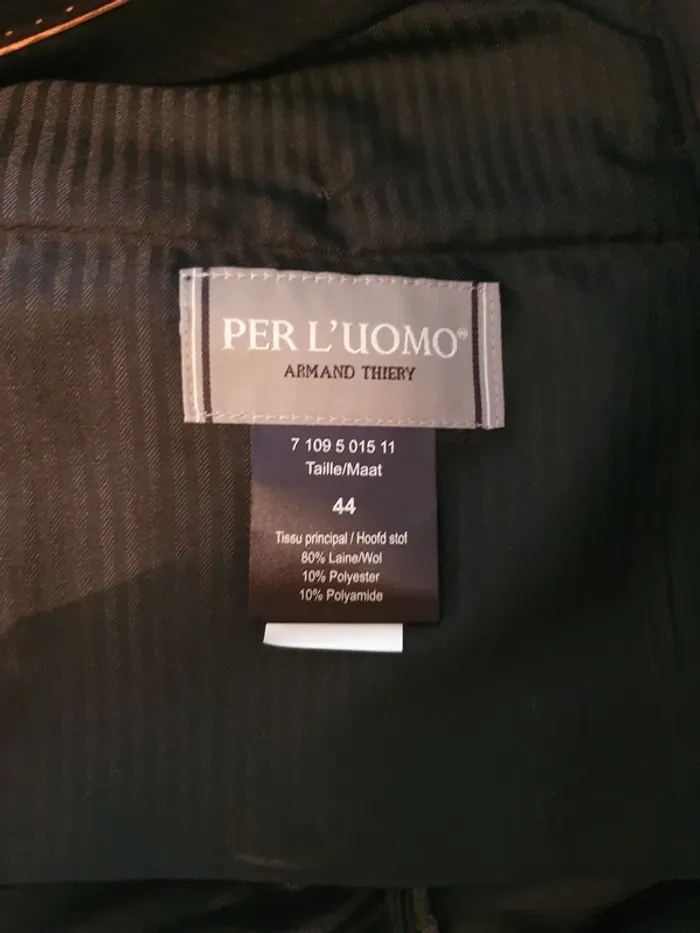 PER L'UOMO®
ARMAND THIERY
7 109 5 015 11
Taille/Maat
44
Tissu principal / Hoofd stof
80% Laine/Wol
10% Polyester
10% Polyamide